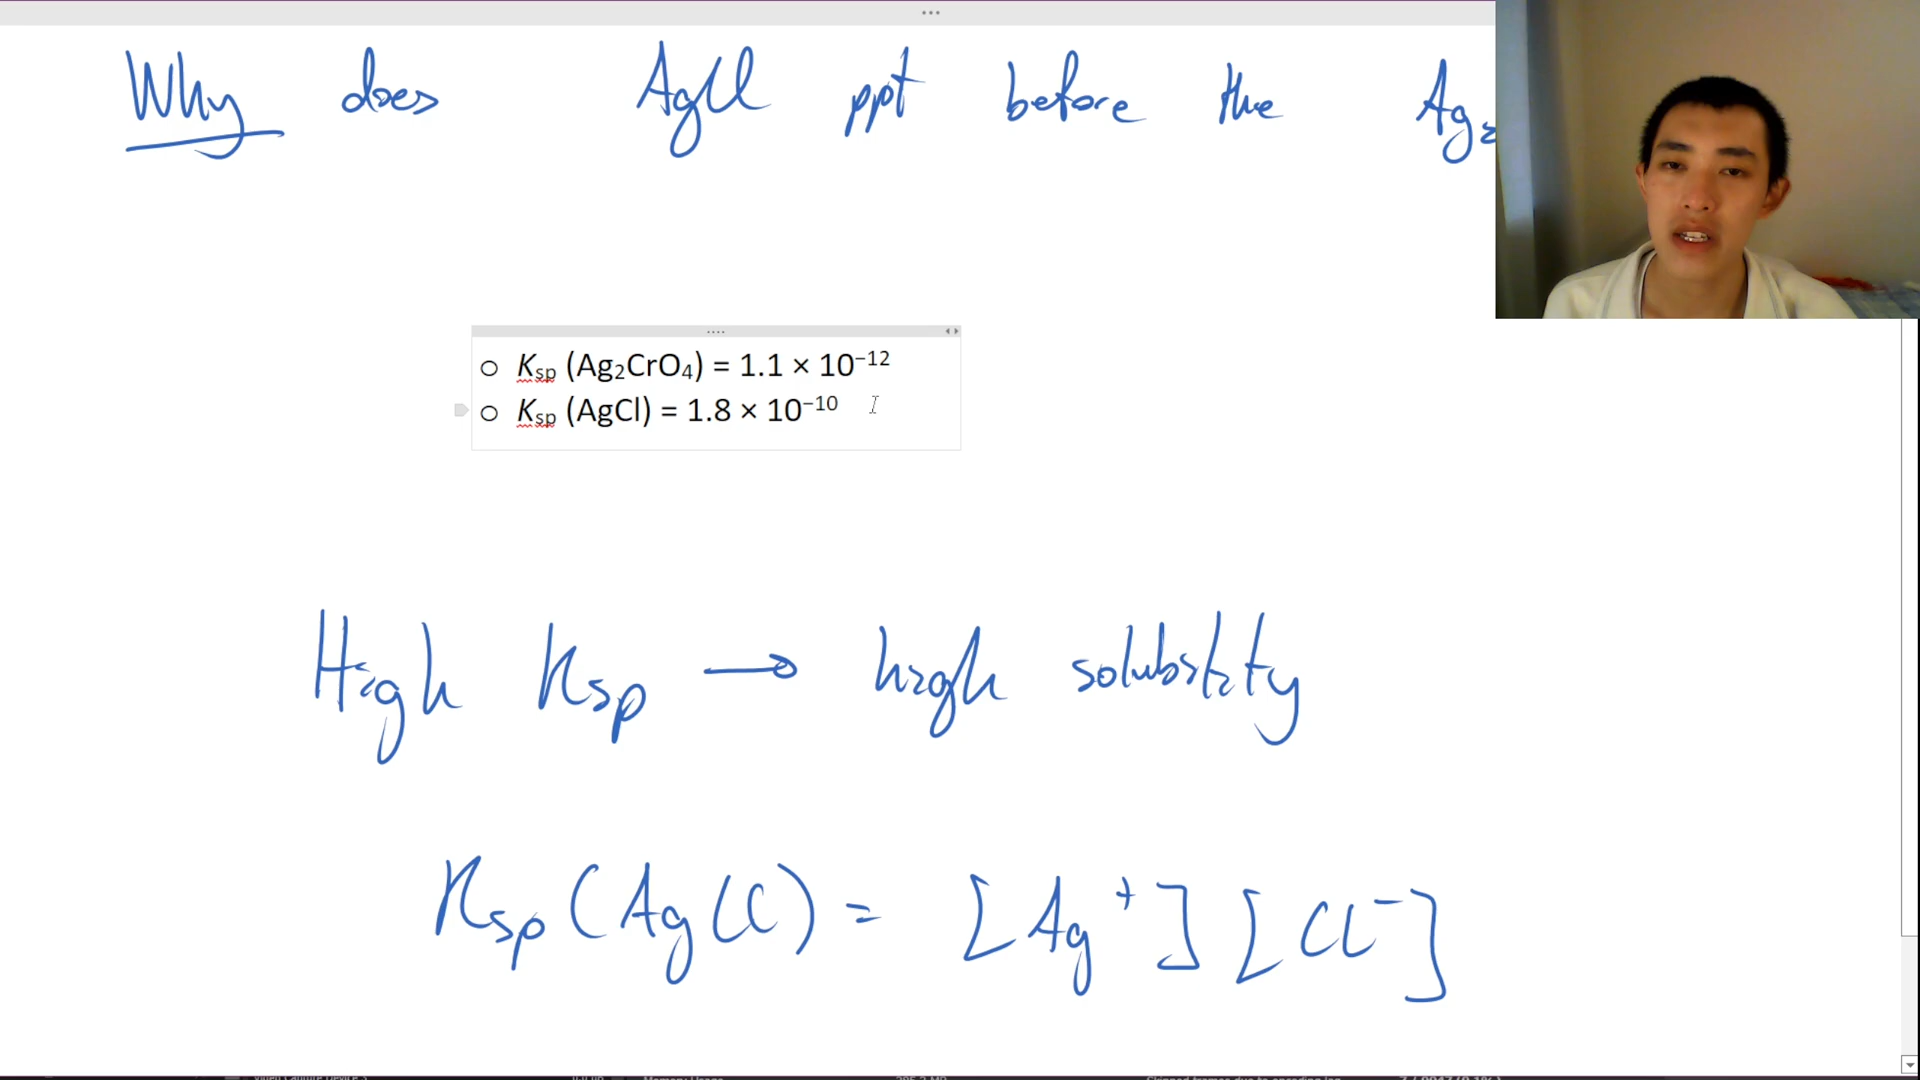 Why does AgCl ppt before the Ag2
Ksp (Ag₂CrO₄) = 1.1 × 10⁻¹²
Ksp (AgCl) = 1.8 × 10⁻¹⁰
High Ksp → high solubility
Ksp (AgCl) = [Ag⁺] [Cl⁻]